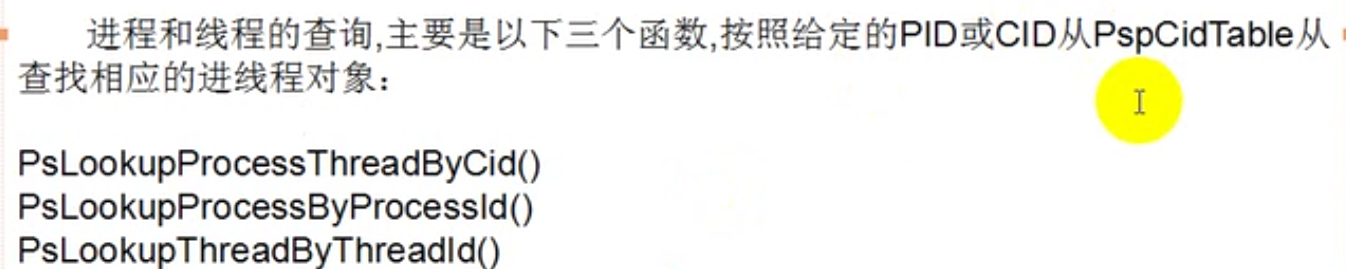 进程和线程的查询,主要是以下三个函数,按照给定的PID或CID从PspCidTable从
查找相应的进线程对象：
PsLookupProcessThreadByCid()
PsLookupProcessByProcessId()
PsLookupThreadByThreadId()